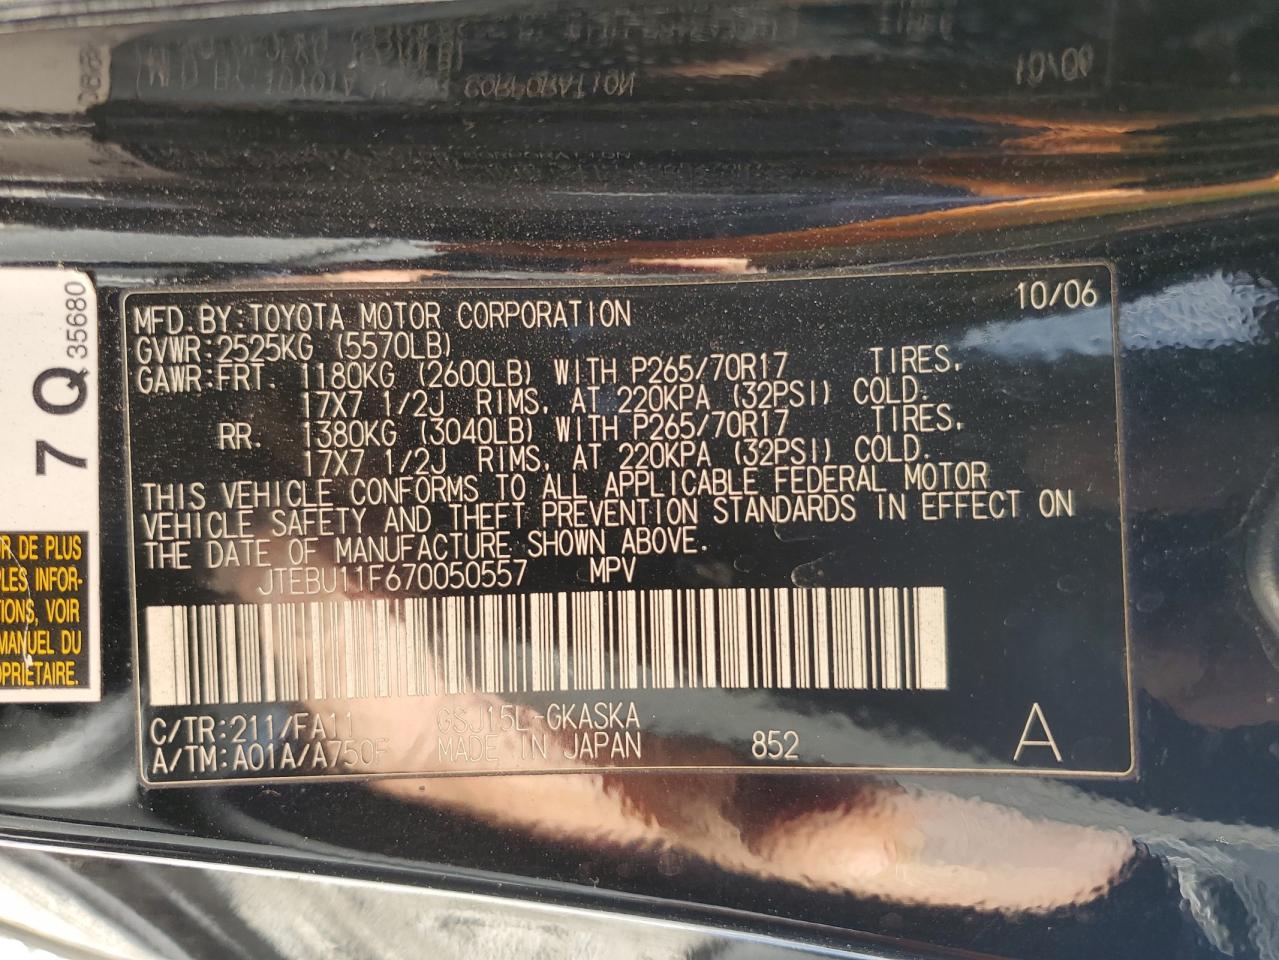 MFD. BY: TOYOTA MOTOR CORPORATION 10/06
GVWR: 2525KG (5570LB)
GAWR: FRT. 1180KG (2600LB) WITH P265/70R17 TIRES,
17X7 1/2J RIMS, AT 220KPA (32PSI) COLD.
RR. 1380KG (3040LB) WITH P265/70R17 TIRES,
17X7 1/2J RIMS, AT 220KPA (32PSI) COLD.
THIS VEHICLE CONFORMS TO ALL APPLICABLE FEDERAL MOTOR
VEHICLE SAFETY AND THEFT PREVENTION STANDARDS IN EFFECT ON
THE DATE OF MANUFACTURE SHOWN ABOVE.
JTEBU11F670050557 MPV
C/TR: 211/FA11 GSJ15L-GKASKA
A/TM: A01A/A750F MADE IN JAPAN 852 A
7 Q 35680
DE PLUS
INFOR-
VOIR
MANUEL DU